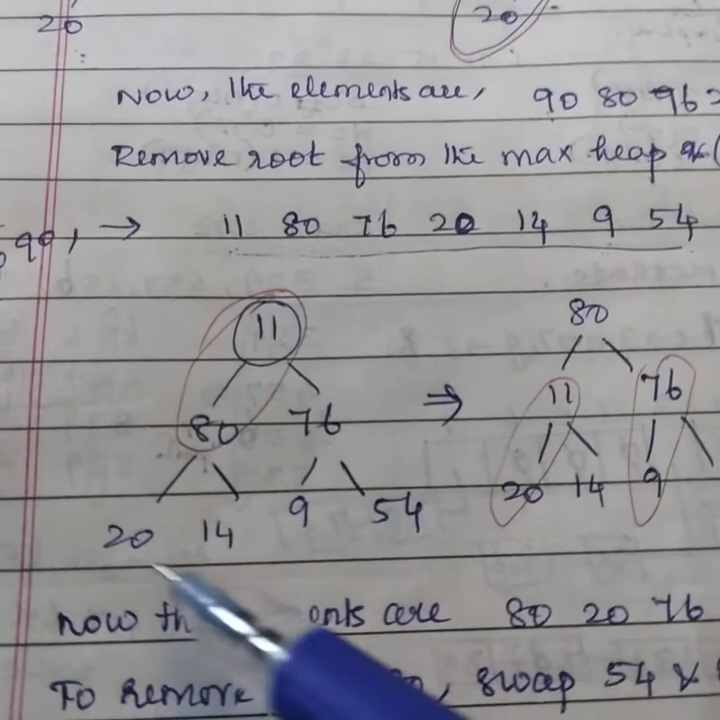 20 20
Now, the elements are, 90 80 76
Remove root from the max heap
99, → 11 80 76 20 14 9 54
11 ⇒ 80
80 76 11 76
20 14 9 54 20 14 9
now th ents are 80 20 76
To remove , swap 54 &